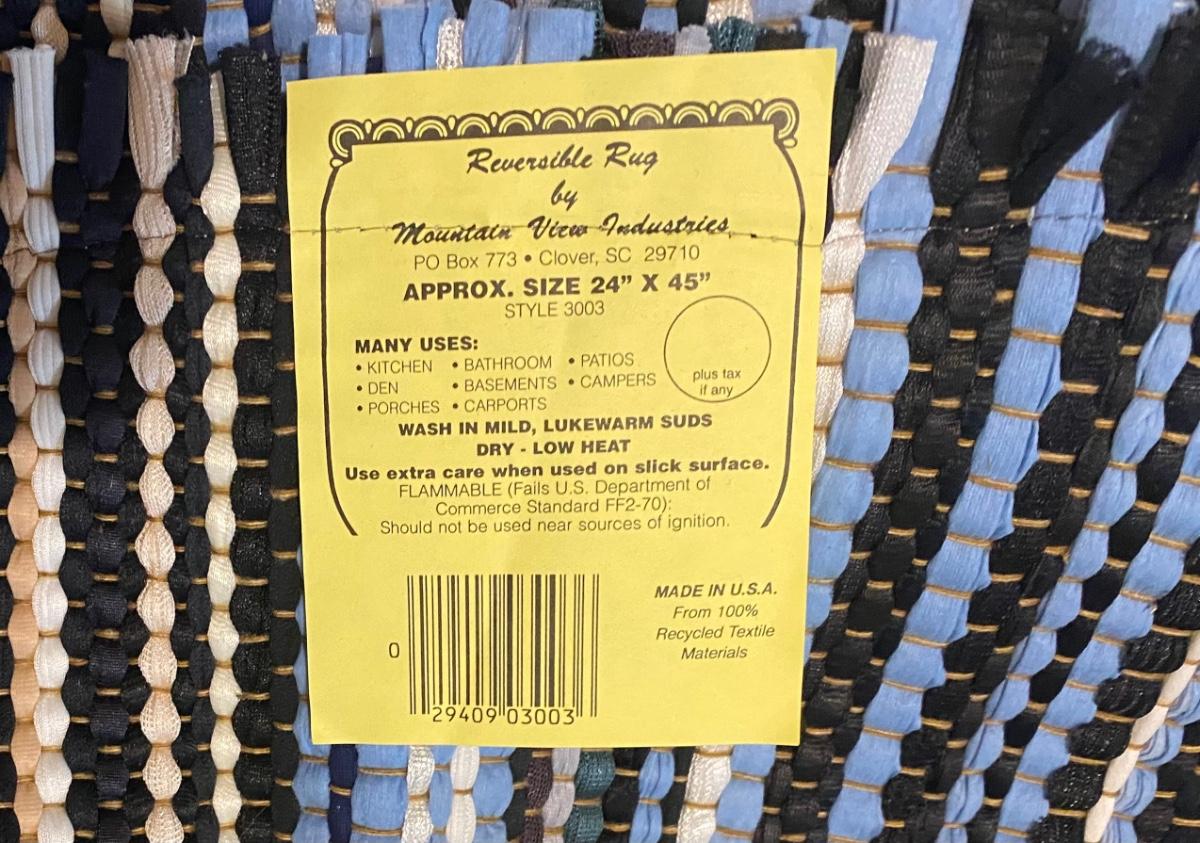 Reversible Rug
by
Mountain View Industries
PO Box 773 • Clover, SC 29710
APPROX. SIZE 24” X 45”
STYLE 3003
MANY USES:
• KITCHEN • BATHROOM • PATIOS
• DEN • BASEMENTS • CAMPERS
• PORCHES • CARPORTS
plus tax
if any
WASH IN MILD, LUKEWARM SUDS
DRY - LOW HEAT
Use extra care when used on slick surface.
FLAMMABLE (Fails U.S. Department of
Commerce Standard FF2-70):
Should not be used near sources of ignition.
MADE IN U.S.A.
From 100%
Recycled Textile
Materials
0 29409 03003